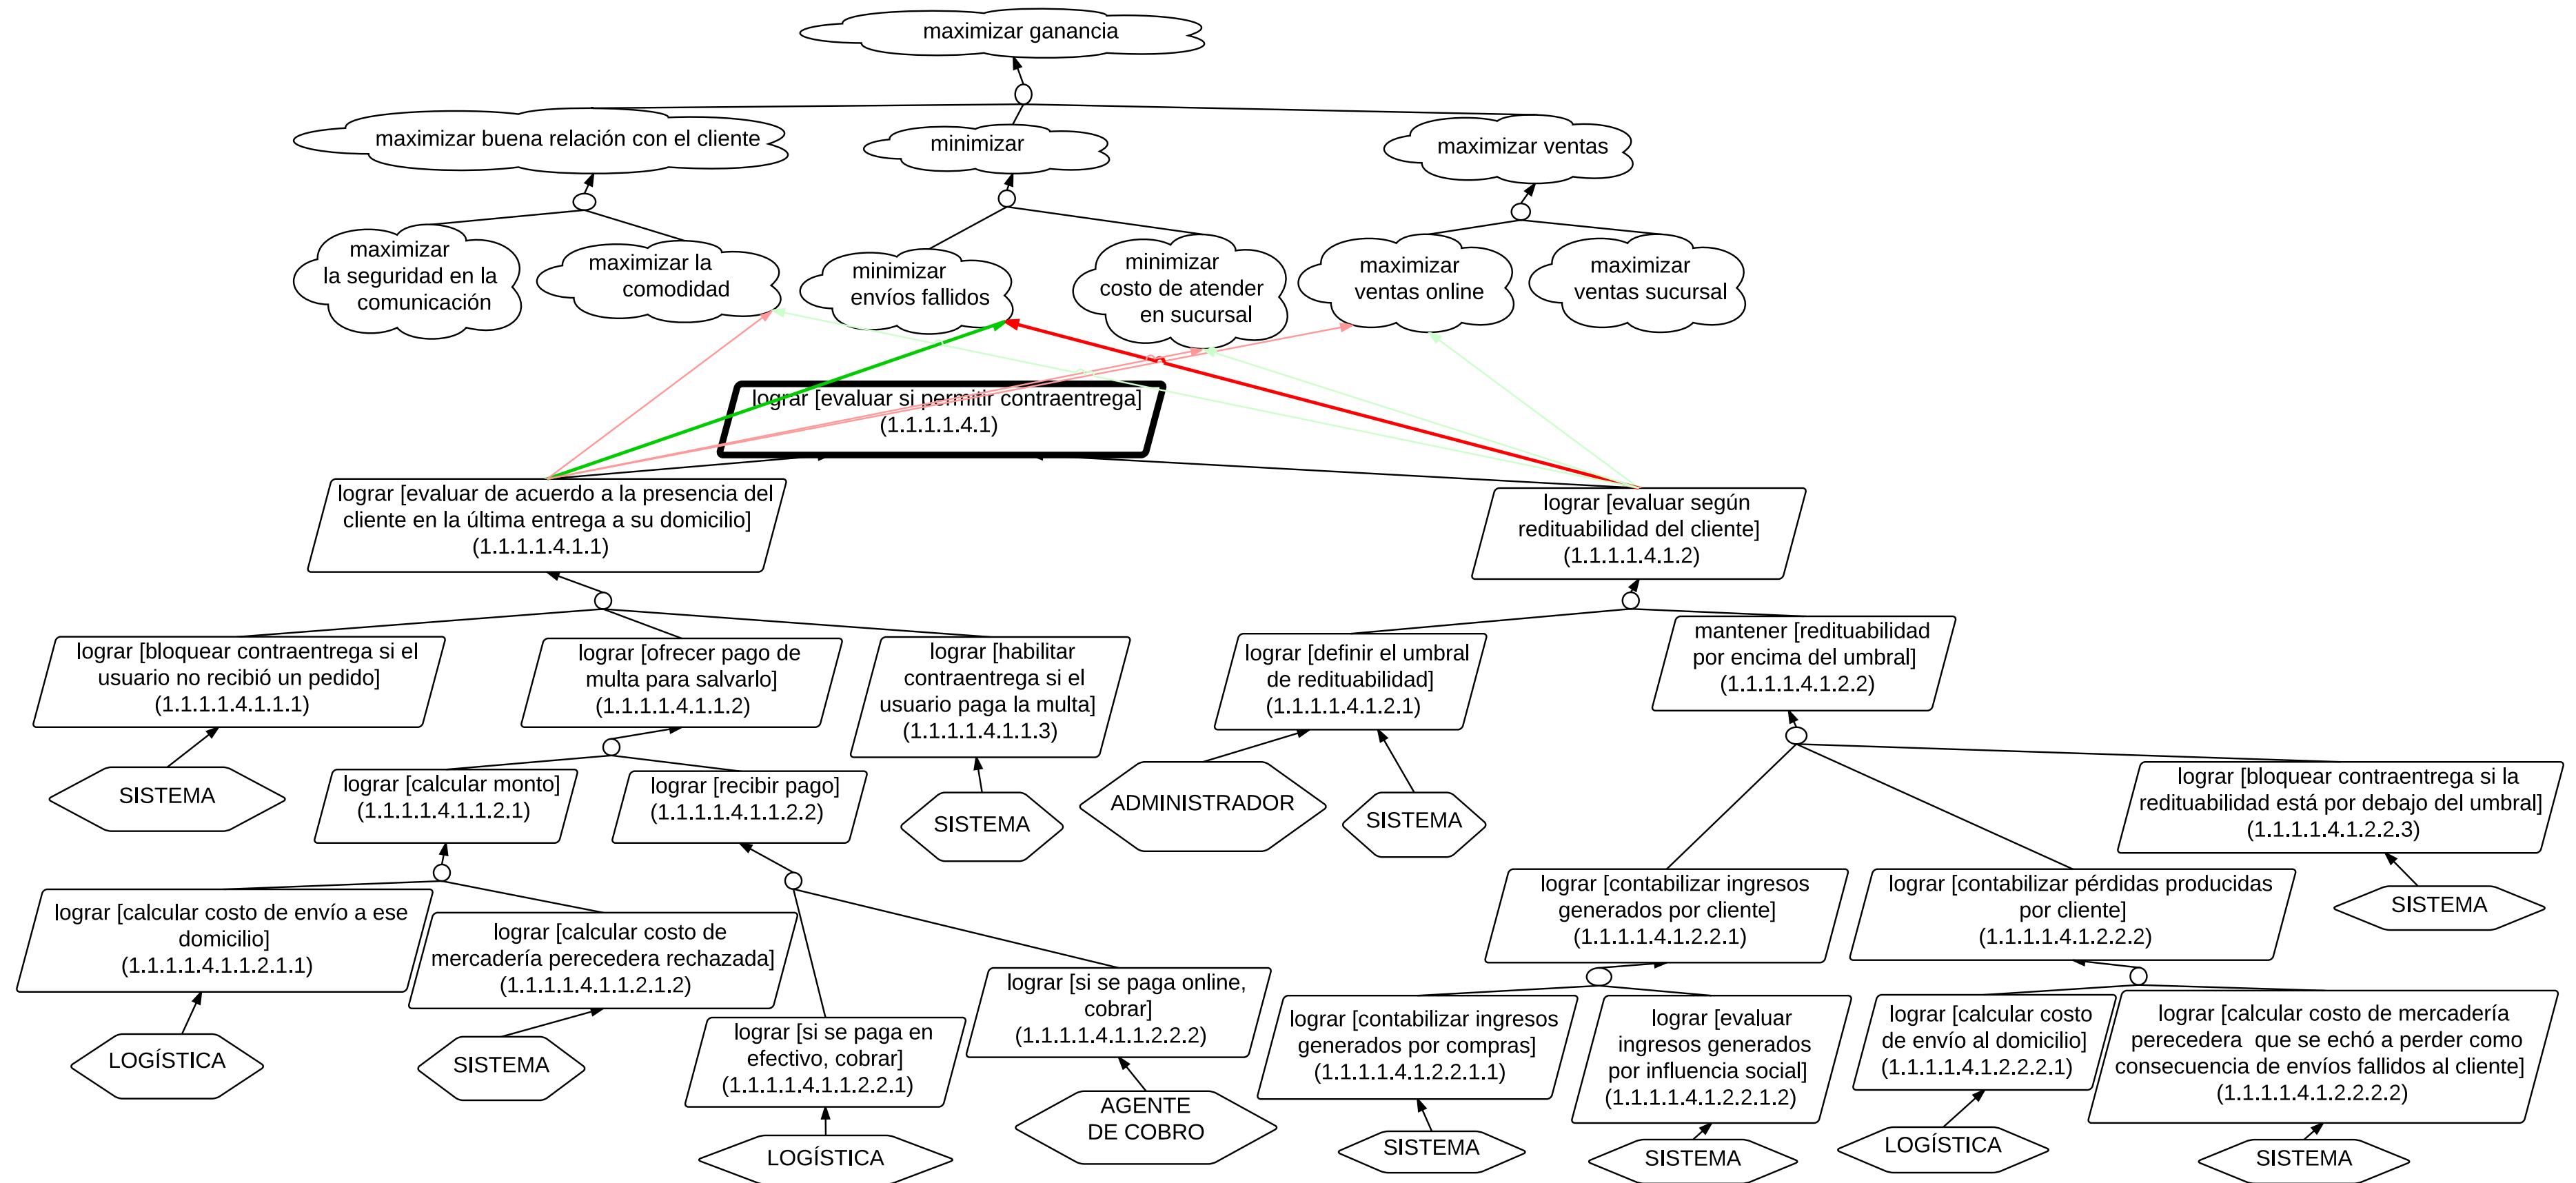 maximizar ganancia
maximizar buena relación con el cliente
minimizar
maximizar ventas
maximizar
la seguridad en la
comunicación
maximizar la
comodidad
minimizar
envíos fallidos
minimizar
costo de atender
en sucursal
maximizar
ventas online
maximizar
ventas sucursal
lograr [evaluar si permitir contraentrega]
(1.1.1.1.4.1)
lograr [evaluar de acuerdo a la presencia del
cliente en la última entrega a su domicilio]
(1.1.1.1.4.1.1)
lograr [evaluar según
redituabilidad del cliente]
(1.1.1.1.4.1.2)
lograr [bloquear contraentrega si el
usuario no recibió un pedido]
(1.1.1.1.4.1.1.1)
lograr [ofrecer pago de
multa para salvarlo]
(1.1.1.1.4.1.1.2)
lograr [habilitar
contraentrega si el
usuario paga la multa]
(1.1.1.1.4.1.1.3)
lograr [definir el umbral
de redituabilidad]
(1.1.1.1.4.1.2.1)
mantener [redituabilidad
por encima del umbral]
(1.1.1.1.4.1.2.2)
SISTEMA
lograr [calcular monto]
(1.1.1.1.4.1.1.2.1)
lograr [recibir pago]
(1.1.1.1.4.1.1.2.2)
SISTEMA
ADMINISTRADOR
SISTEMA
lograr [bloquear contraentrega si la
redituabilidad está por debajo del umbral]
(1.1.1.1.4.1.2.2.3)
lograr [calcular costo de envío a ese
domicilio]
(1.1.1.1.4.1.1.2.1.1)
lograr [calcular costo de
mercadería perecedera rechazada]
(1.1.1.1.4.1.1.2.1.2)
lograr [contabilizar ingresos
generados por cliente]
(1.1.1.1.4.1.2.2.1)
lograr [contabilizar pérdidas producidas
por cliente]
(1.1.1.1.4.1.2.2.2)
SISTEMA
LOGÍSTICA
SISTEMA
lograr [si se paga en
efectivo, cobrar]
(1.1.1.1.4.1.1.2.2.1)
lograr [si se paga online,
cobrar]
(1.1.1.1.4.1.1.2.2.2)
lograr [contabilizar ingresos
generados por compras]
(1.1.1.1.4.1.2.2.1.1)
lograr [evaluar
ingresos generados
por influencia social]
(1.1.1.1.4.1.2.2.1.2)
lograr [calcular costo
de envío al domicilio]
(1.1.1.1.4.1.2.2.2.1)
lograr [calcular costo de mercadería
perecedera  que se echó a perder como
consecuencia de envíos fallidos al cliente]
(1.1.1.1.4.1.2.2.2.2)
LOGÍSTICA
AGENTE
DE COBRO
SISTEMA
SISTEMA
LOGÍSTICA
SISTEMA